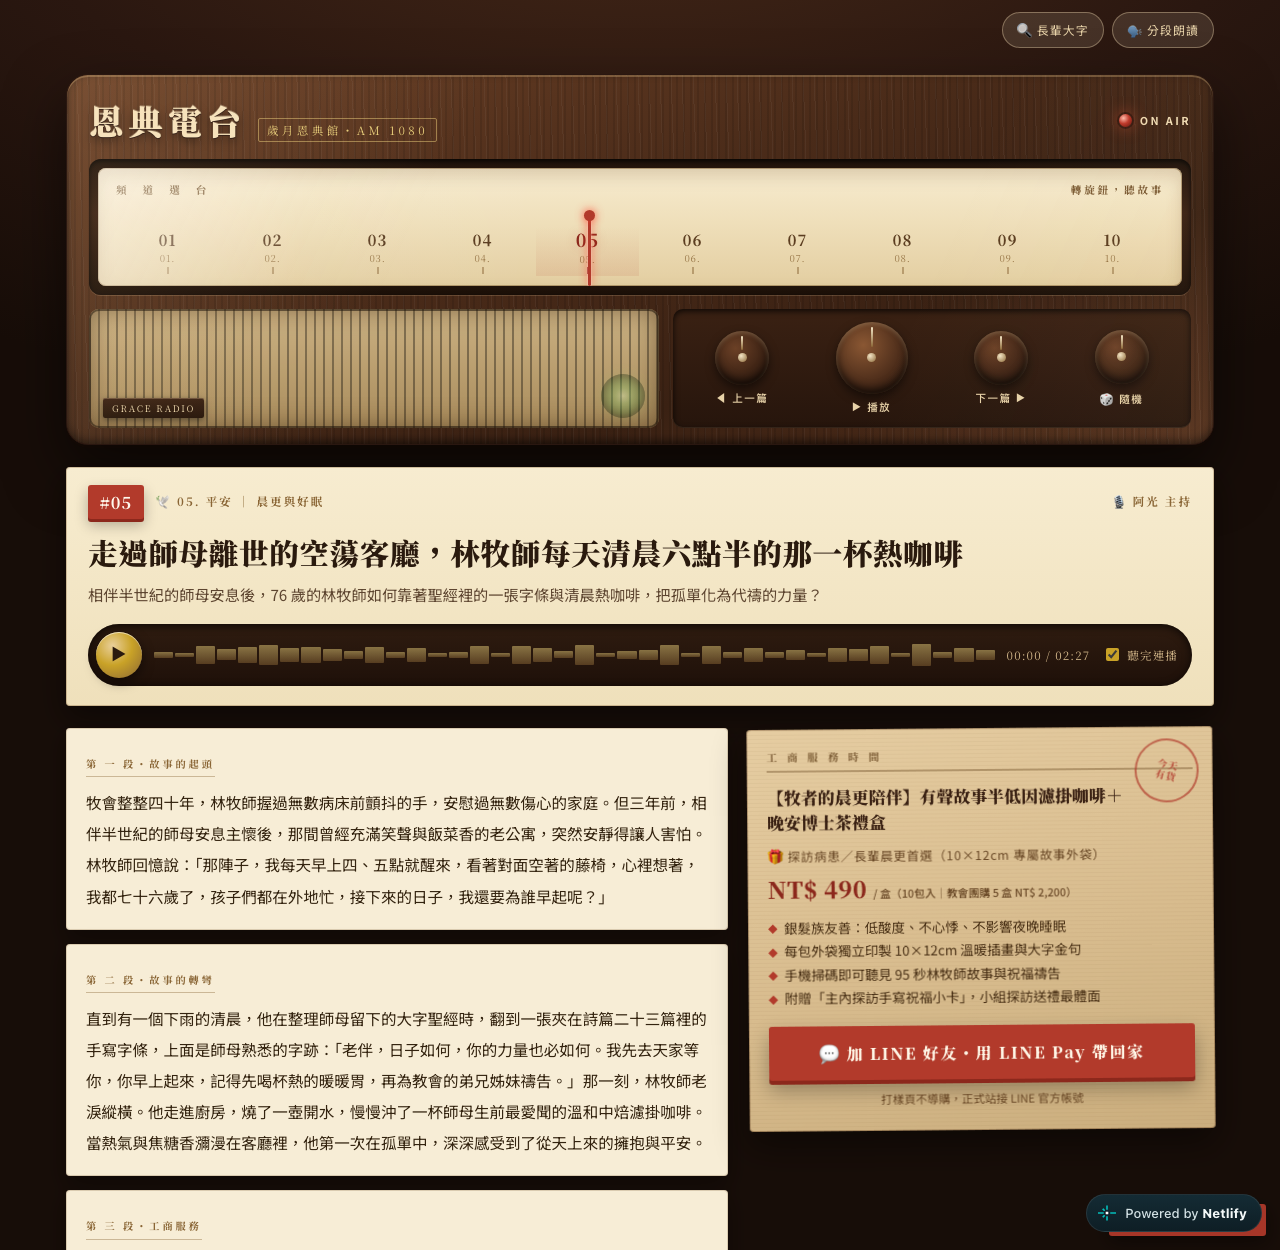 長輩大字
分段朗讀
恩典電台
歲月恩典館・AM 1080
ON AIR
頻道選台
轉旋鈕，聽故事
01 02 03 04 05 06 07 08 09 10
01. 02. 03. 04. 06. 07. 08. 09. 10.
GRACE RADIO
◀ 上一篇
▶ 播放
下一篇 ▶
隨機
#05
05. 平安 ｜ 晨更與好眠
阿光 主持
走過師母離世的空蕩客廳，林牧師每天清晨六點半的那一杯熱咖啡
相伴半世紀的師母安息後，76 歲的林牧師如何靠著聖經裡的一張字條與清晨熱咖啡，把孤單化為代禱的力量？
00:00 / 02:27
聽完連播
第 一 段・故事的起頭
牧會整整四十年，林牧師握過無數病床前顫抖的手，安慰過無數傷心的家庭。但三年前，相
伴半世紀的師母安息主懷後，那間曾經充滿笑聲與飯菜香的老公寓，突然安靜得讓人害怕。
林牧師回憶說：「那陣子，我每天早上四、五點就醒來，看著對面空著的藤椅，心裡想著，
我都七十六歲了，孩子們都在外地忙，接下來的日子，我還要為誰早起呢？」
第 二 段・故事的轉彎
直到有一個下雨的清晨，他在整理師母留下的大字聖經時，翻到一張夾在詩篇二十三篇裡的
手寫字條，上面是師母熟悉的字跡：「老伴，日子如何，你的力量也必如何。我先去天家等
你，你早上起來，記得先喝杯熱的暖暖胃，再為教會的弟兄姊妹禱告。」那一刻，林牧師老
淚縱橫。他走進廚房，燒了一壺開水，慢慢沖了一杯師母生前最愛聞的溫和中焙濾掛咖啡。
當熱氣與焦糖香瀰漫在客廳裡，他第一次在孤單中，深深感受到了從天上來的擁抱與平安。
第 三 段・工商服務
工商服務時間
今天
有貨
【牧者的晨更陪伴】有聲故事半低因濾掛咖啡＋
晚安博士茶禮盒
探訪病患／長輩晨更首選（10×12cm 專屬故事外袋）
NT$ 490 / 盒（10包入｜教會團購 5 盒 NT$ 2,200）
◆ 銀髮族友善：低酸度、不心悸、不影響夜晚睡眠
◆ 每包外袋獨立印製 10×12cm 溫暖插畫與大字金句
◆ 手機掃碼即可聽見 95 秒林牧師故事與祝福禱告
◆ 附贈「主內探訪手寫祝福小卡」，小組探訪送禮最體面
加 LINE 好友・用 LINE Pay 帶回家
打樣頁不導購，正式站接 LINE 官方帳號
Powered by Netlify